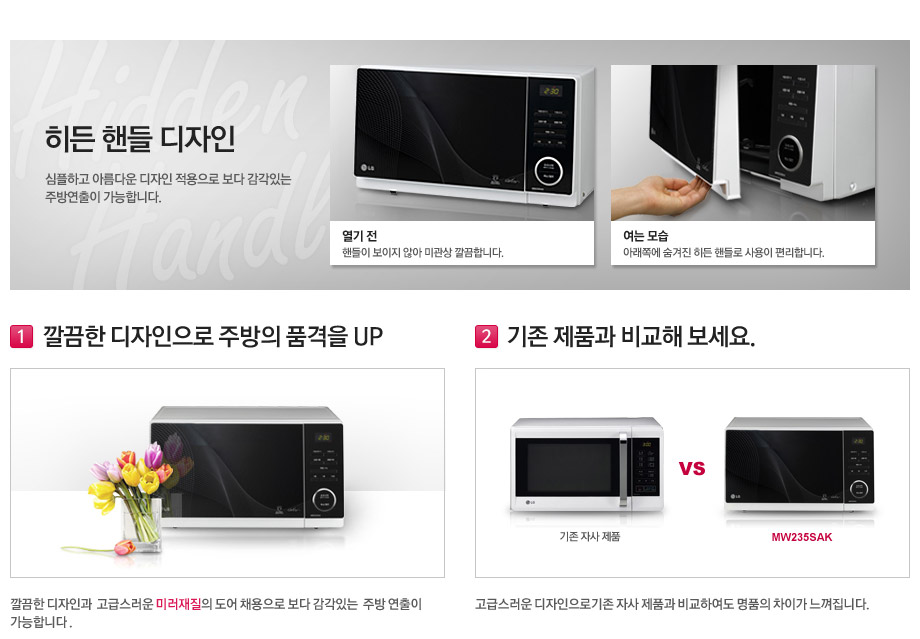 Hidden
Handl
히든 핸들 디자인
심플하고 아름다운 디자인 적용으로 보다 감각있는
주방연출이 가능합니다.
2:30
LG
열기 전
핸들이 보이지 않아 미관상 깔끔합니다.
여는 모습
아래쪽에 숨겨진 히든 핸들로 사용이 편리합니다.
1 깔끔한 디자인으로 주방의 품격을 UP
2:30
깔끔한 디자인과 고급스러운 미러재질의 도어 채용으로 보다 감각있는 주방 연출이
가능합니다.
2 기존 제품과 비교해 보세요.
LG
VS
2:30
LG
기존 자사 제품
MW235SAK
고급스러운 디자인으로기존 자사 제품과 비교하여도 명품의 차이가 느껴집니다.